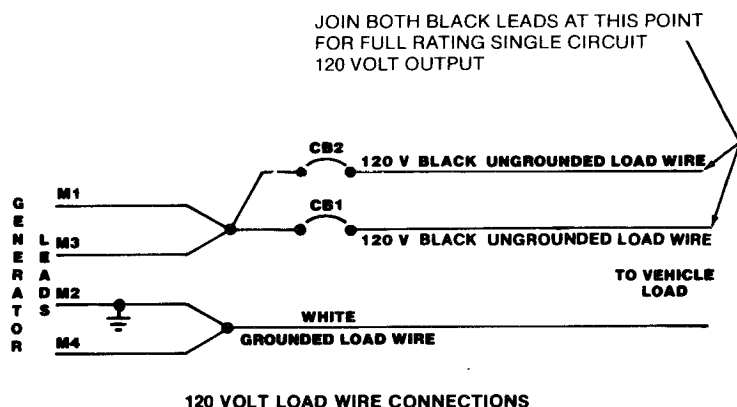 JOIN BOTH BLACK LEADS AT THIS POINT
FOR FULL RATING SINGLE CIRCUIT
120 VOLT OUTPUT
CB2
120 V BLACK UNGROUNDED LOAD WIRE
CB1
120 V BLACK UNGROUNDED LOAD WIRE
GENERATOR
LEADS
M1
M3
M2
M4
TO VEHICLE
LOAD
WHITE
GROUNDED LOAD WIRE
120 VOLT LOAD WIRE CONNECTIONS